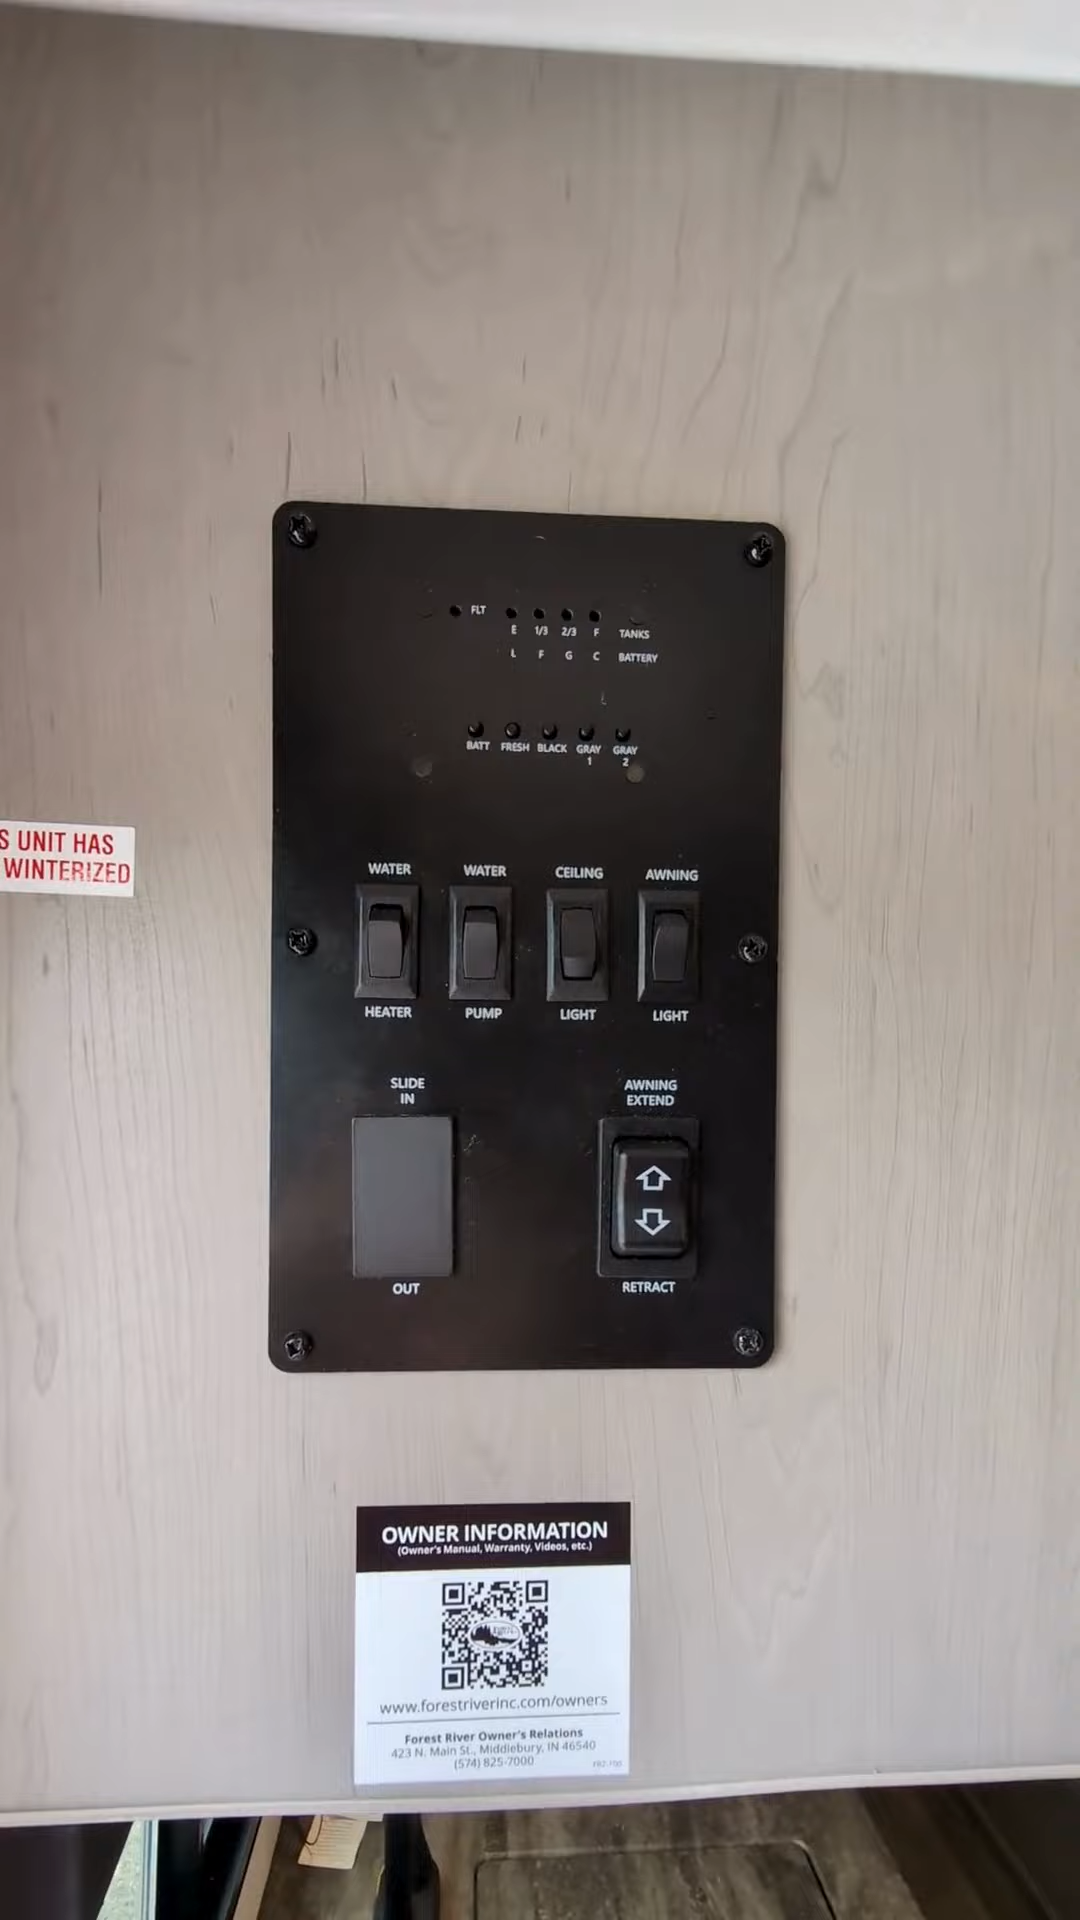 FLT
E 1/3 2/3 F TANKS
L F G C BATTERY
BATT FRESH BLACK GRAY 1 GRAY 2
S UNIT HAS
WINTERIZED
WATER WATER CEILING AWNING
HEATER PUMP LIGHT LIGHT
SLIDE
IN
AWNING
EXTEND
OUT
RETRACT
OWNER INFORMATION
(Owner's Manual, Warranty, Videos, etc.)
www.forestriverinc.com/owners
Forest River Owner's Relations
423 N. Main St., Middlebury, IN 46540
(574) 825-7000